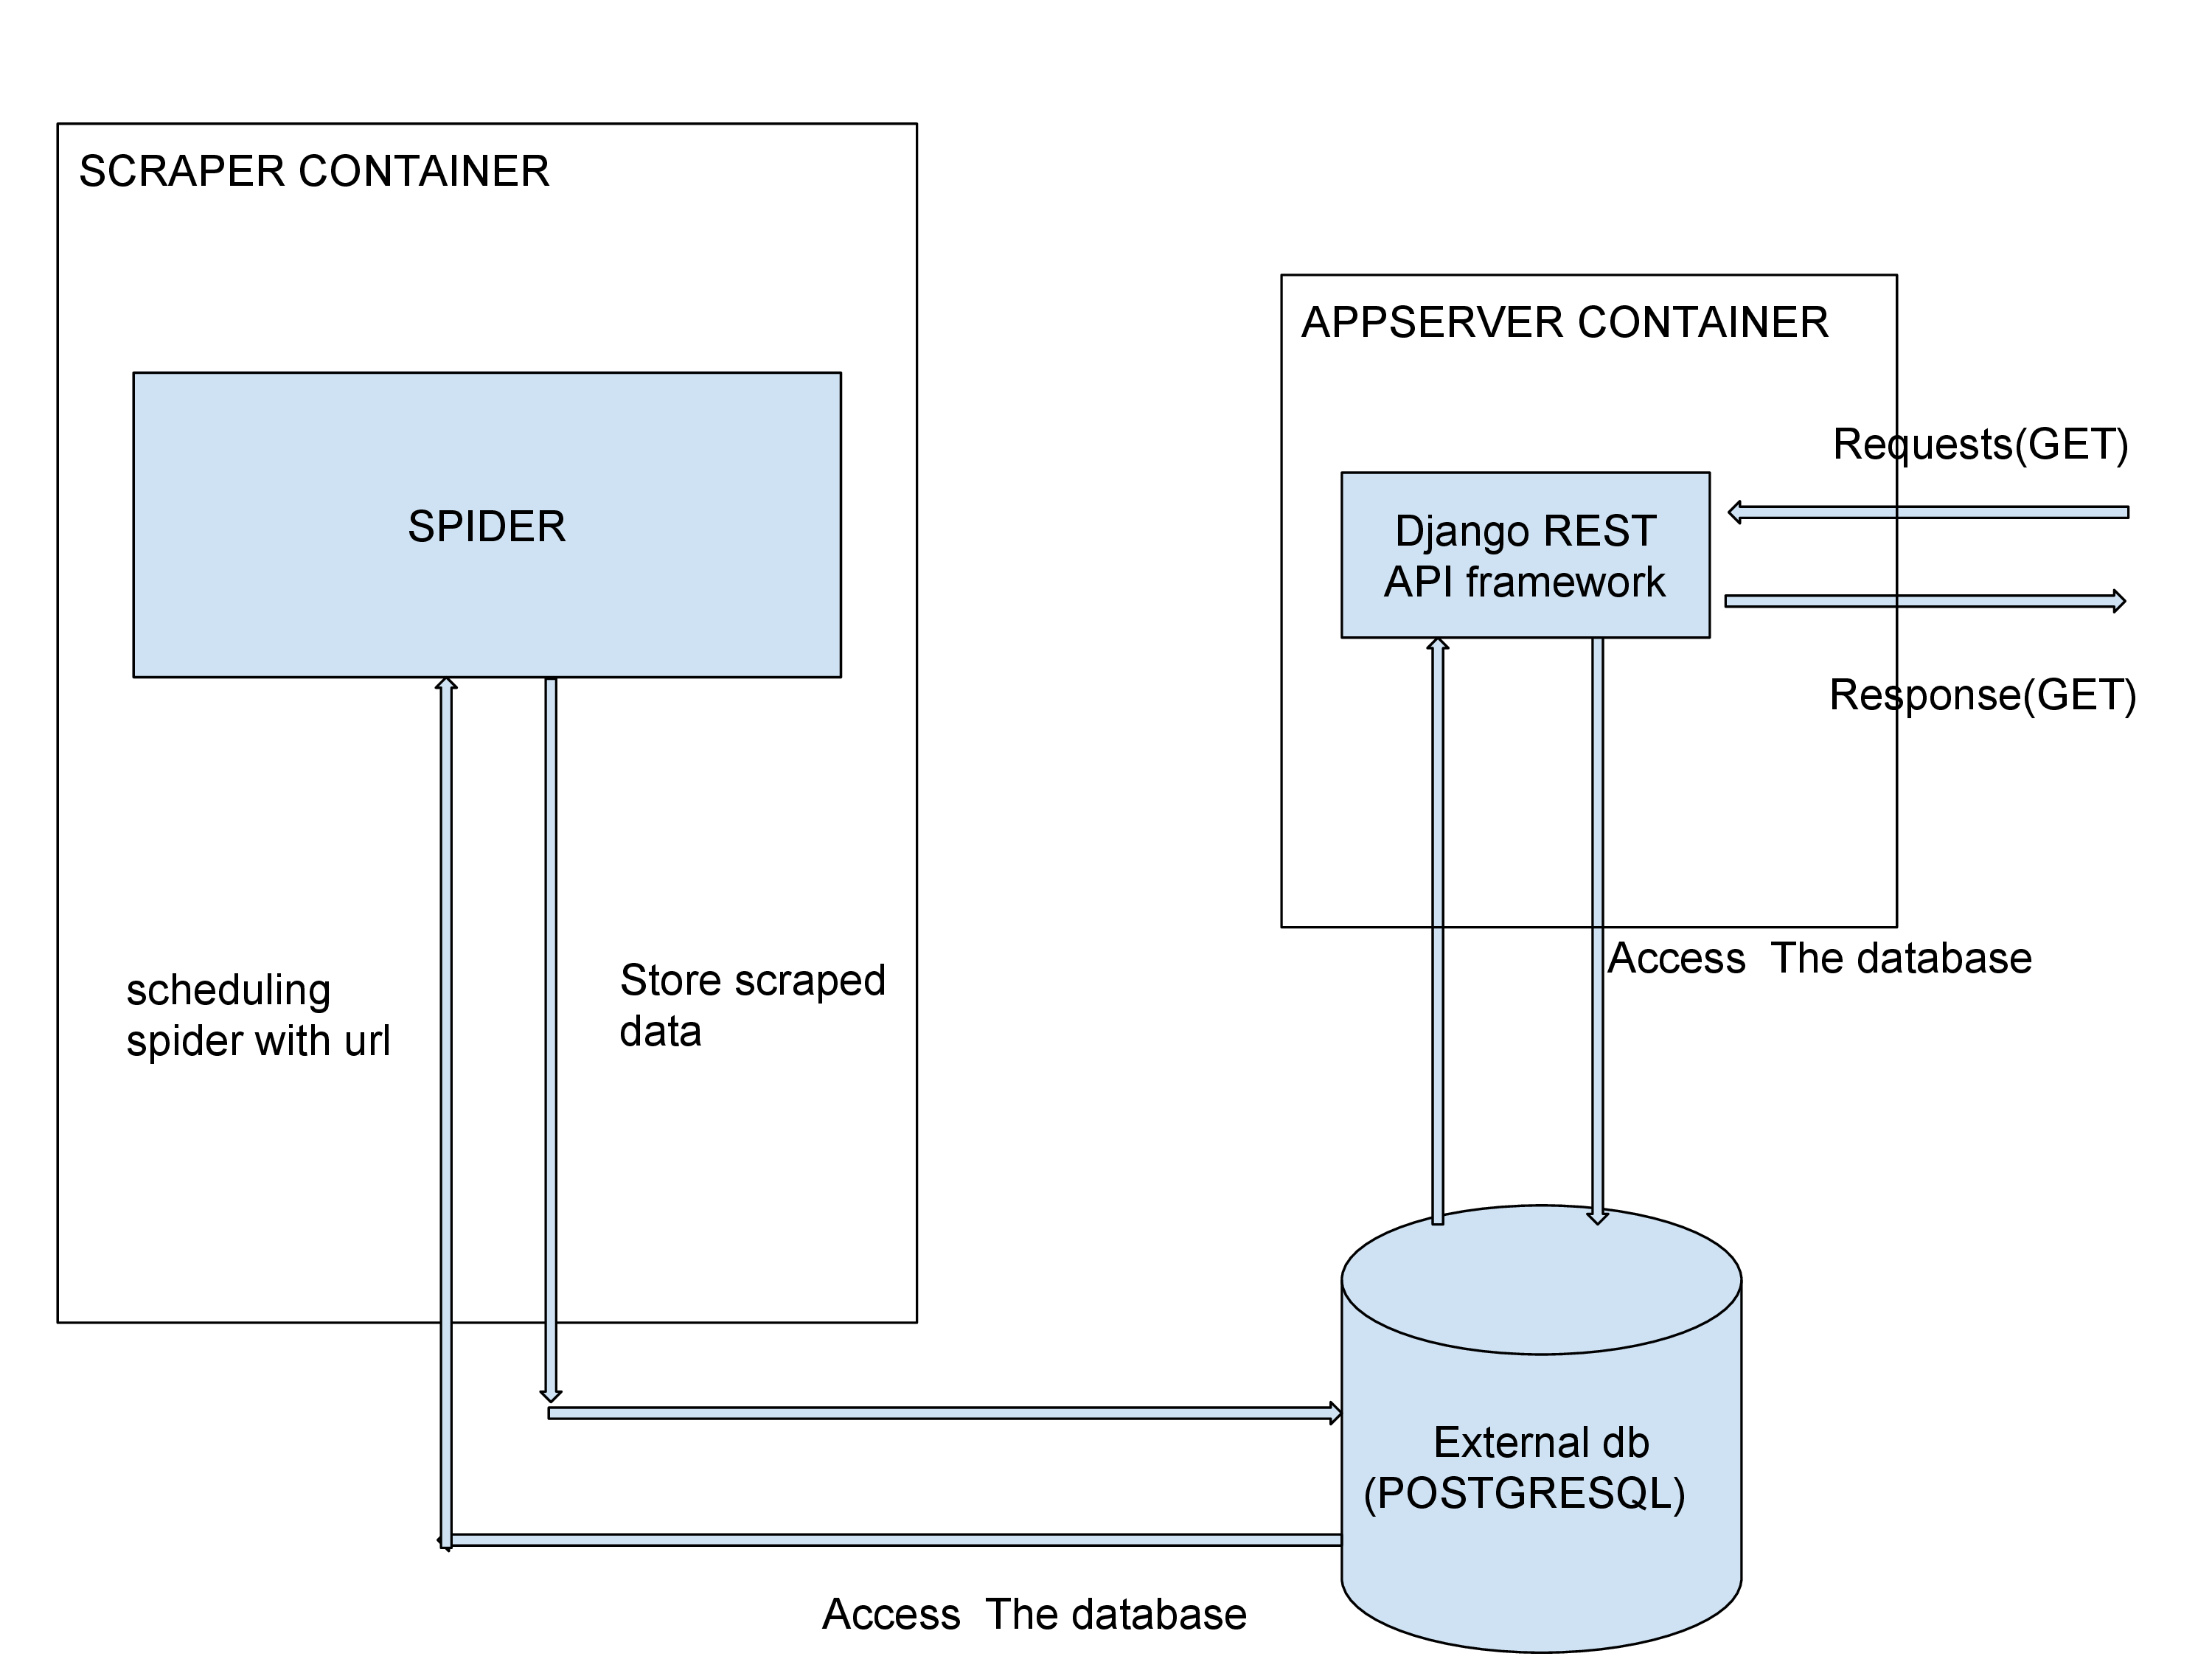 SCRAPER CONTAINER
SPIDER
scheduling
spider with url
Store scraped
data
APPSERVER CONTAINER
Requests(GET)
Django REST
API framework
Response(GET)
Access  The database
External db
(POSTGRESQL)
Access  The database